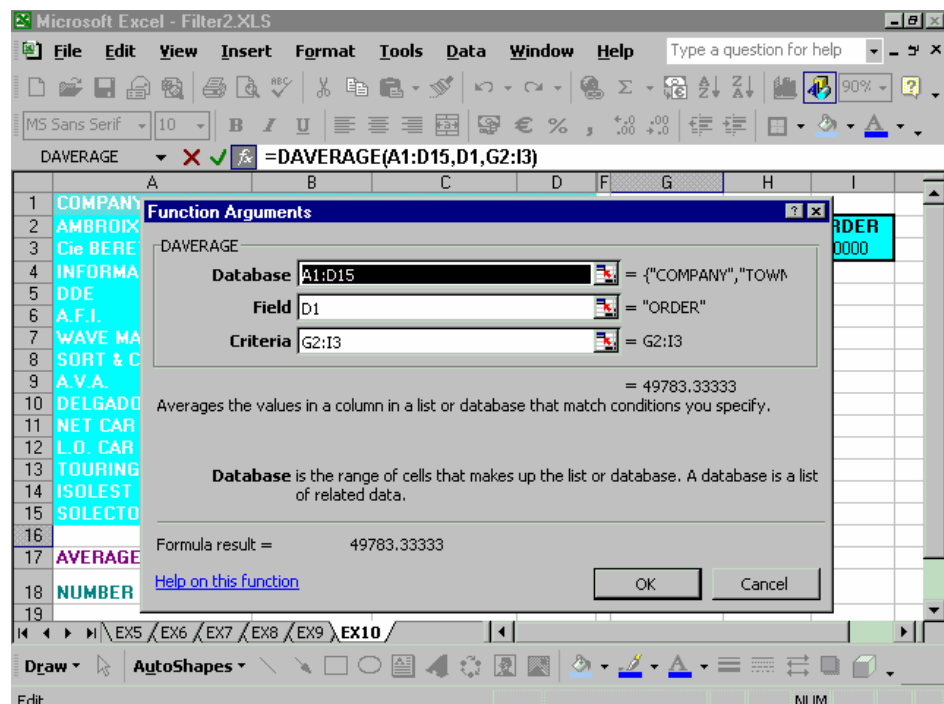 Microsoft Excel - Filter2.XLS
File Edit View Insert Format Tools Data Window Help Type a question for help
90%
MS Sans Serif 10 B I U € % ,
DAVERAGE =DAVERAGE(A1:D15,D1,G2:I3)
A B C D F G H I
1 COMPANY
Function Arguments
2 AMBROIX RDER
DAVERAGE
3 Cie BERET 0000
4 INFORMA
Database A1:D15 = {"COMPANY","TOWN
5 DDE
Field D1 = "ORDER"
6 A.F.I.
7 WAVE MA
Criteria G2:I3 = G2:I3
8 SORT & C
9 A.V.A.
= 49783.33333
10 DELGADO
Averages the values in a column in a list or database that match conditions you specify.
11 NET CAR
12 L.O. CAR
13 TOURING
Database is the range of cells that makes up the list or database. A database is a list
14 ISOLEST
of related data.
15 SOLECTO
16
Formula result = 49783.33333
17 AVERAGE
Help on this function OK Cancel
18 NUMBER
19
EX5 EX6 EX7 EX8 EX9 EX10
Draw AutoShapes
Edit NUM